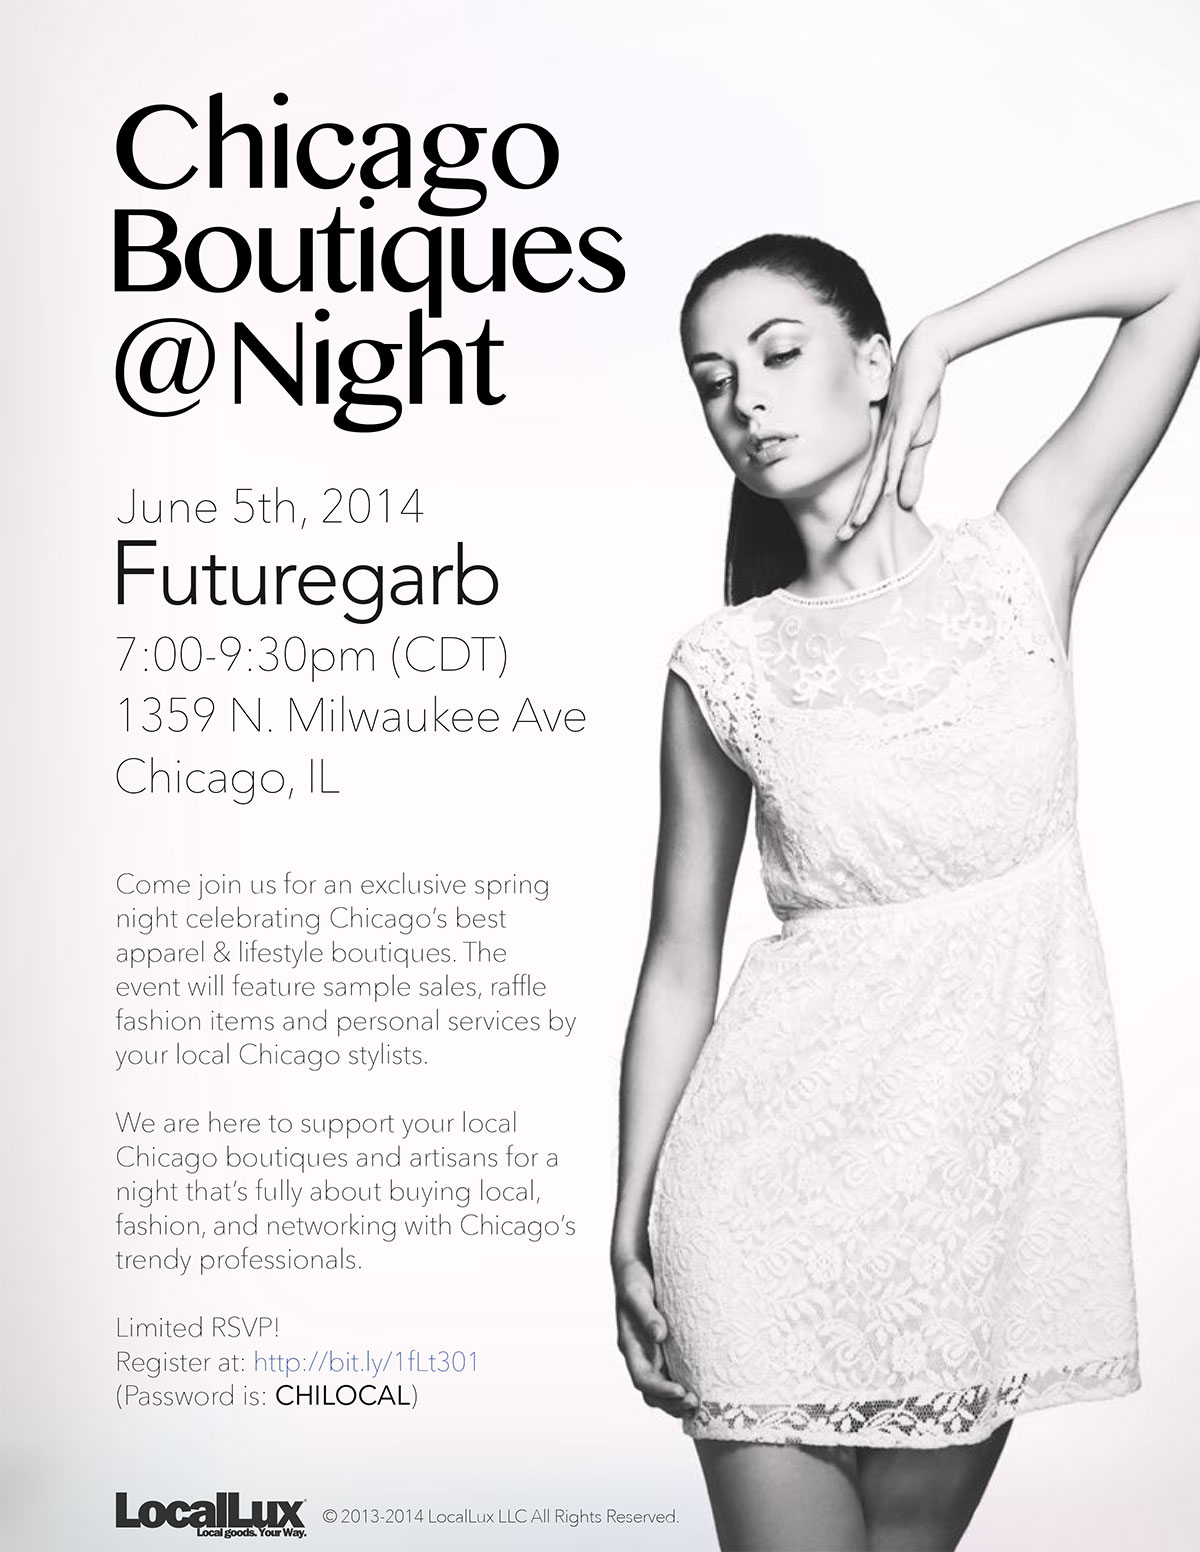 Chicago
Boutiques
@Night
June 5th, 2014
Futuregarb
7:00-9:30pm (CDT)
1359 N. Milwaukee Ave
Chicago, IL
Come join us for an exclusive spring
night celebrating Chicago's best
apparel & lifestyle boutiques. The
event will feature sample sales, raffle
fashion items and personal services by
your local Chicago stylists.
We are here to support your local
Chicago boutiques and artisans for a
night that's fully about buying local,
fashion, and networking with Chicago's
trendy professionals.
Limited RSVP!
Register at: http://bit.ly/1fLt301
(Password is: CHILOCAL)
LocalLux®
Local goods. Your Way.
© 2013-2014 LocalLux LLC All Rights Reserved.